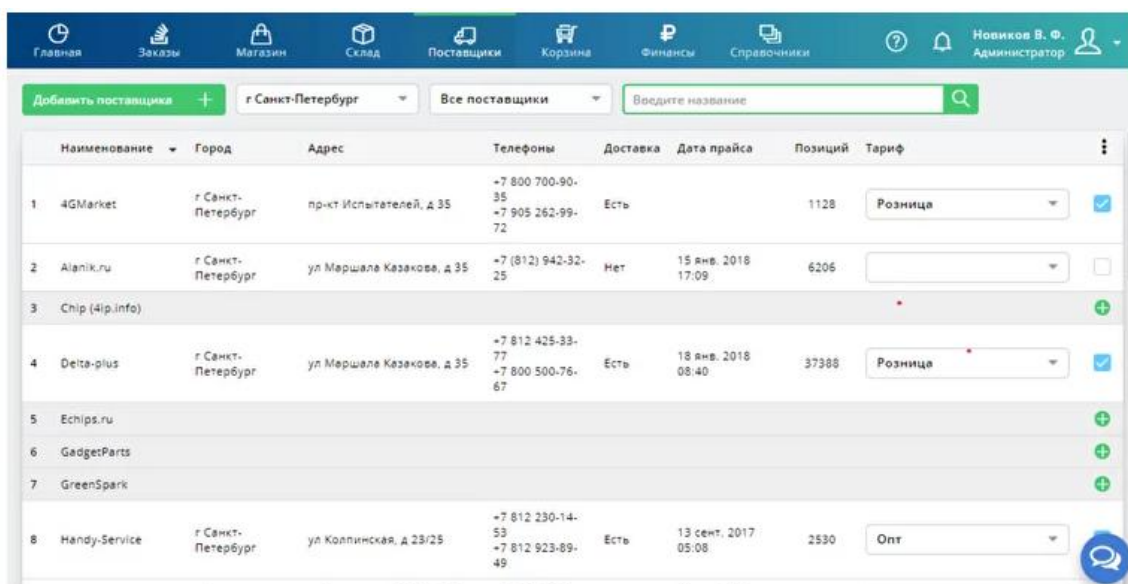 Главная Заказы Магазин Склад Поставщики Корзина Финансы Справочники Новиков В. Ф.
Администратор
Добавить поставщика г Санкт-Петербург Все поставщики Введите название
Наименование Город Адрес Телефоны Доставка Дата прайса Позиций Тариф
1 4GMarket г Санкт-Петербург пр-кт Испытателей, д 35 +7 800 700-90-
35
+7 905 262-99-
72 Есть 1128 Розница
2 Alanik.ru г Санкт-
Петербург ул Маршала Казакова, д 35 +7 (812) 942-32-
25 Нет 15 янв. 2018
17:09 6206
3 Chip (4ip.info)
4 Delta-plus г Санкт-
Петербург ул Маршала Казакова, д 35 +7 812 425-33-
77
+7 800 500-76-
67 Есть 18 янв. 2018
08:40 37388 Розница
5 Echips.ru
6 GadgetParts
7 GreenSpark
8 Handy-Service г Санкт-
Петербург ул Колпинская, д 23/25 +7 812 230-14-
53
+7 812 923-89-
49 Есть 13 сент. 2017
05:08 2530 Опт